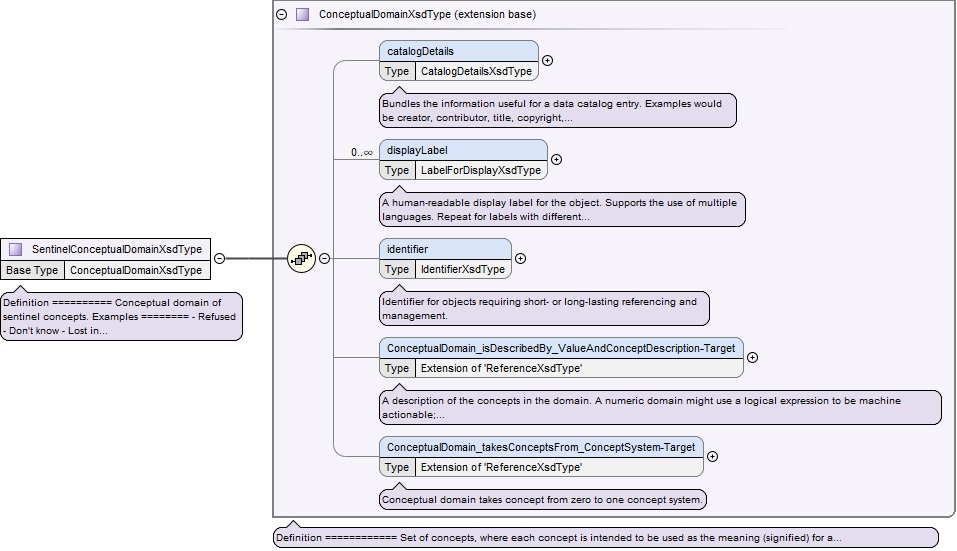 ConceptualDomainXsdType (extension base)
catalogDetails
Type CatalogDetailsXsdType
Bundles the information useful for a data catalog entry. Examples would
be creator, contributor, title, copyright,...
0..∞
displayLabel
Type LabelForDisplayXsdType
A human-readable display label for the object. Supports the use of multiple
languages. Repeat for labels with different...
SentinelConceptualDomainXsdType
Base Type ConceptualDomainXsdType
Definition ========== Conceptual domain of
sentinel concepts. Examples ======== - Refused
- Don't know - Lost in...
identifier
Type IdentifierXsdType
Identifier for objects requiring short- or long-lasting referencing and
management.
ConceptualDomain_isDescribedBy_ValueAndConceptDescription-Target
Type Extension of 'ReferenceXsdType'
A description of the concepts in the domain. A numeric domain might use a logical expression to be machine
actionable;...
ConceptualDomain_takesConceptsFrom_ConceptSystem-Target
Type Extension of 'ReferenceXsdType'
Conceptual domain takes concept from zero to one concept system.
Definition ============ Set of concepts, where each concept is intended to be used as the meaning (signified) for a...